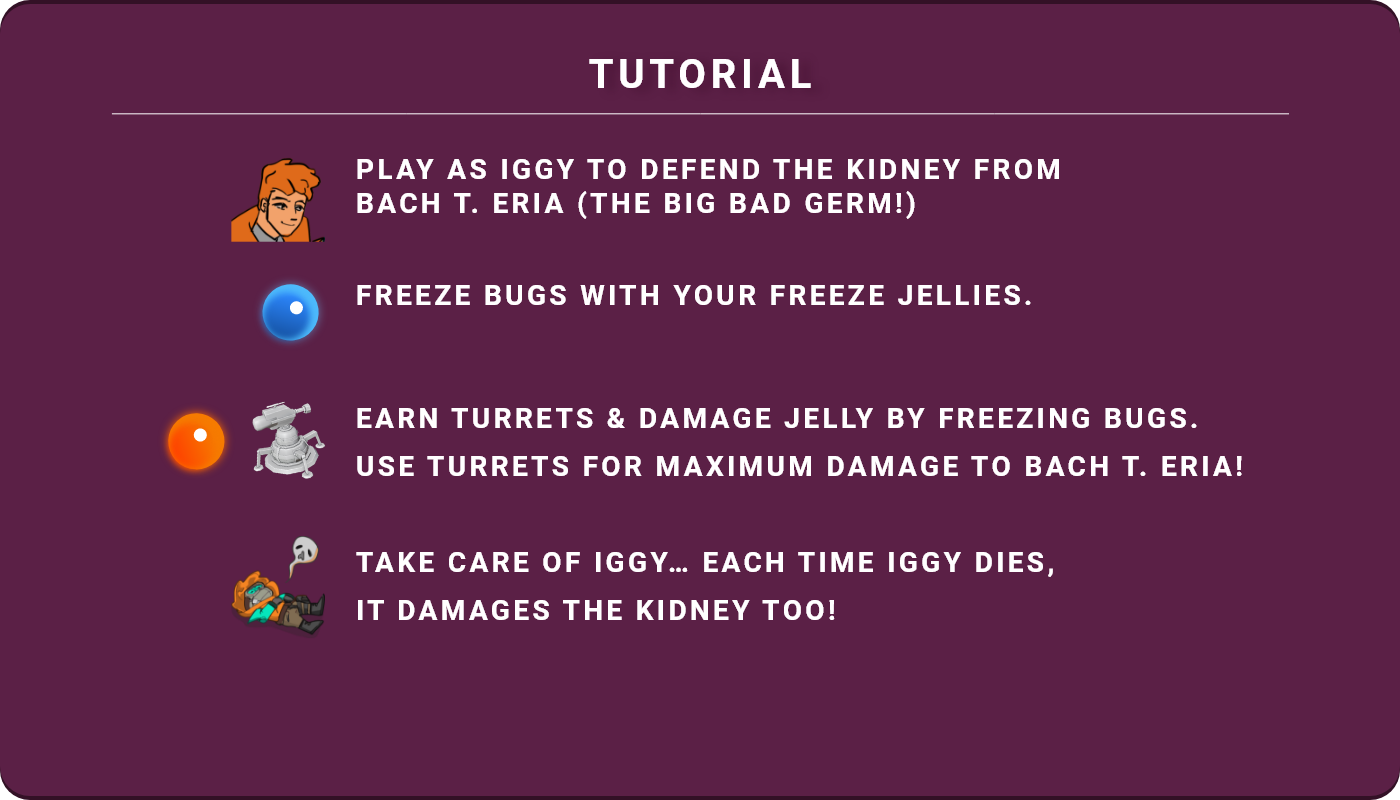 TUTORIAL
PLAY AS IGGY TO DEFEND THE KIDNEY FROM
BACH T. ERIA (THE BIG BAD GERM!)
FREEZE BUGS WITH YOUR FREEZE JELLIES.
EARN TURRETS & DAMAGE JELLY BY FREEZING BUGS.
USE TURRETS FOR MAXIMUM DAMAGE TO BACH T. ERIA!
TAKE CARE OF IGGY… EACH TIME IGGY DIES,
IT DAMAGES THE KIDNEY TOO!